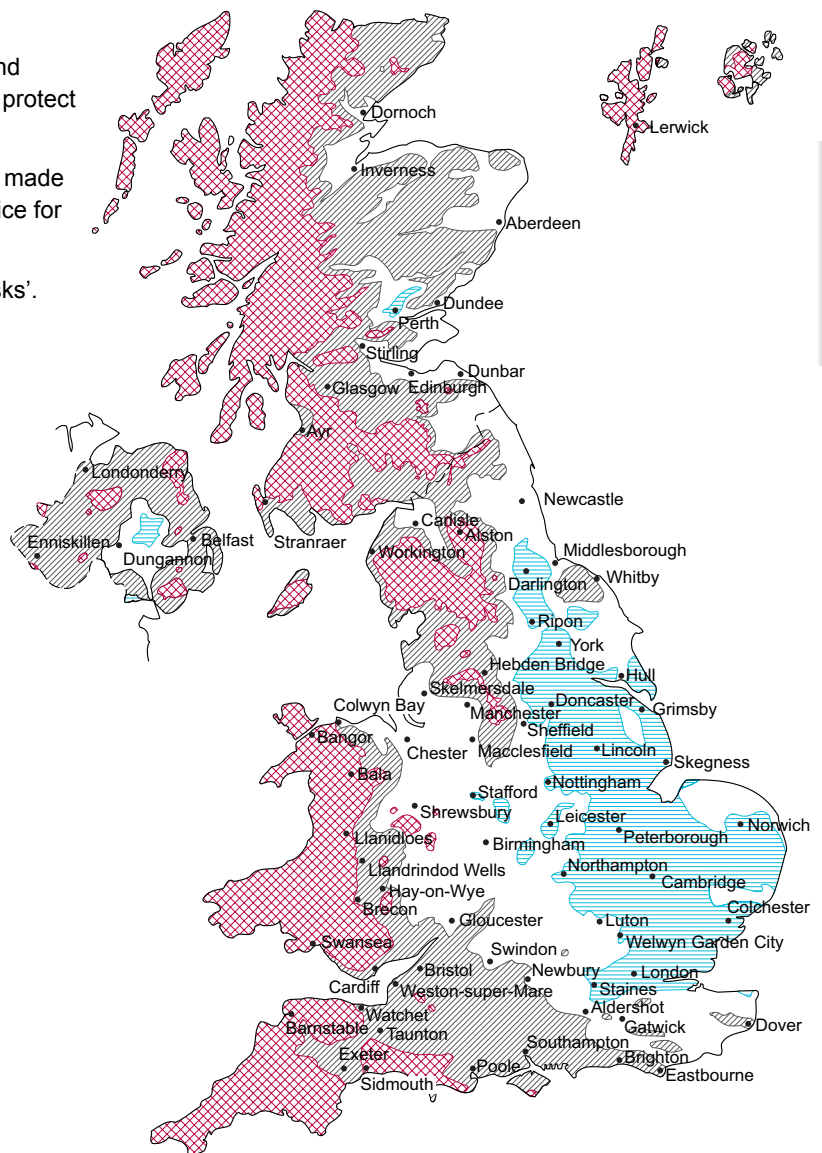 nd
protect
made
ice for
sks'.
Dornoch
Lerwick
Inverness
Aberdeen
Dundee
Perth
Stirling
Dunbar
Glasgow
Edinburgh
Ayr
Londonderry
Newcastle
Carlisle
Alston
Enniskillen
Belfast
Dungannon
Stranraer
Workington
Middlesborough
Darlington
Whitby
Ripon
York
Hebden Bridge
Hull
Skelmersdale
Doncaster
Grimsby
Colwyn Bay
Manchester
Sheffield
Bangor
Chester
Macclesfield
Lincoln
Skegness
Bala
Nottingham
Stafford
Shrewsbury
Leicester
Norwich
Peterborough
Llanidloes
Birmingham
Llandrindod Wells
Northampton
Cambridge
Hay-on-Wye
Brecon
Colchester
Gloucester
Luton
Swansea
Welwyn Garden City
Swindon
Cardiff
Bristol
Newbury
London
Weston-super-Mare
Staines
Watchet
Aldershot
Barnstable
Taunton
Gatwick
Dover
Southampton
Exeter
Poole
Brighton
Sidmouth
Eastbourne